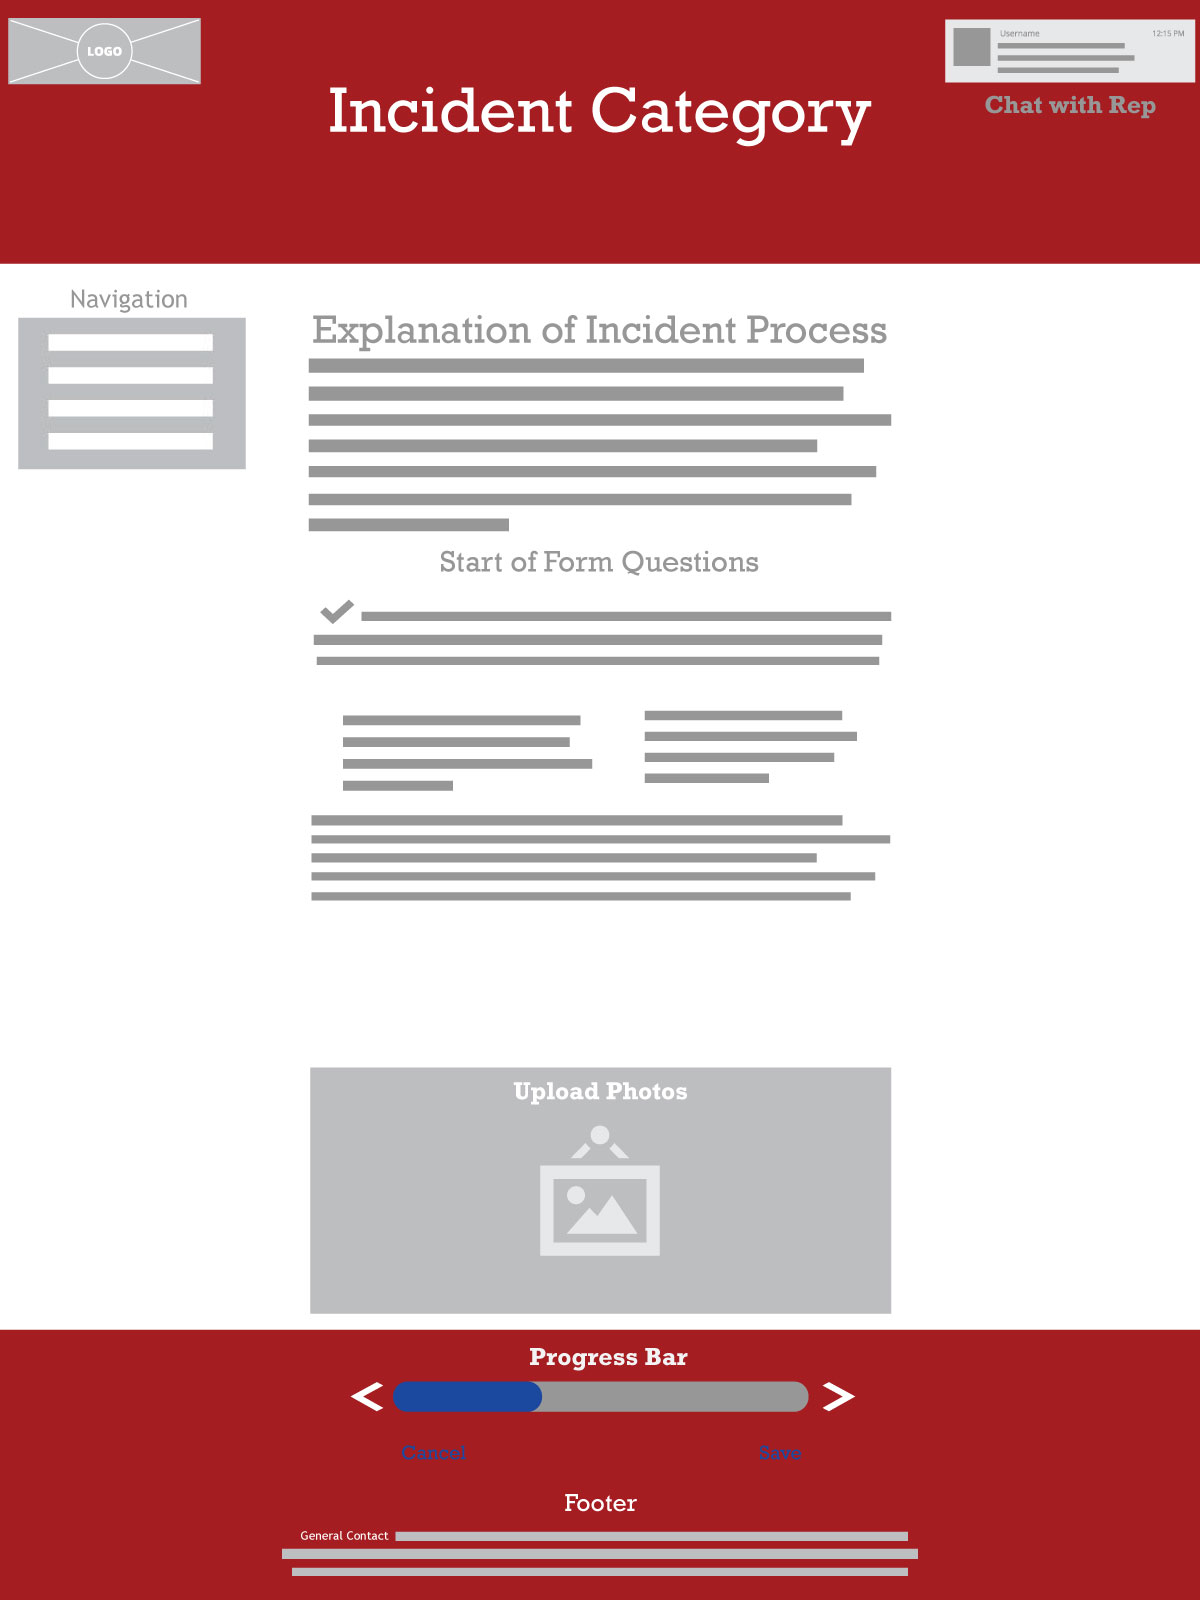 LOGO
Username
12:15 PM
Chat with Rep
Incident Category
Navigation
Explanation of Incident Process
Start of Form Questions
Upload Photos
Progress Bar
Cancel
Save
Footer
General Contact